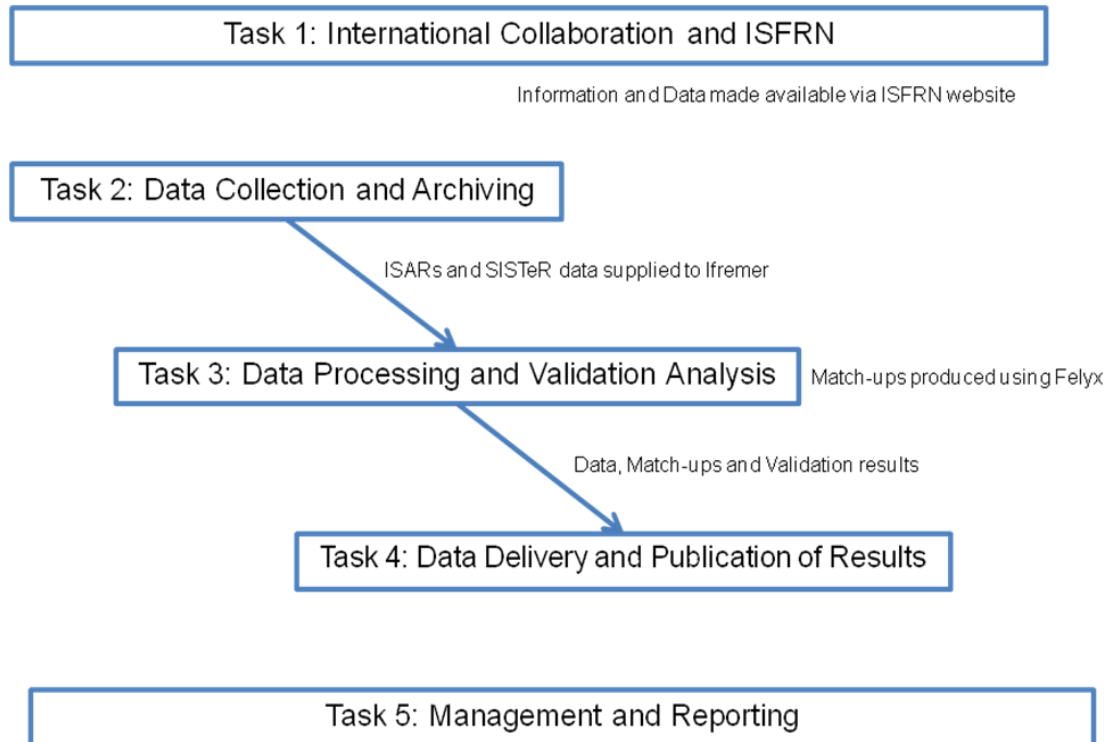 Task 1: International Collaboration and ISFRN
Information and Data made available via ISFRN website
Task 2: Data Collection and Archiving
ISARs and SISTeR data supplied to Ifremer
Task 3: Data Processing and Validation Analysis
Match-ups produced using Felyx
Data, Match-ups and Validation results
Task 4: Data Delivery and Publication of Results
Task 5: Management and Reporting